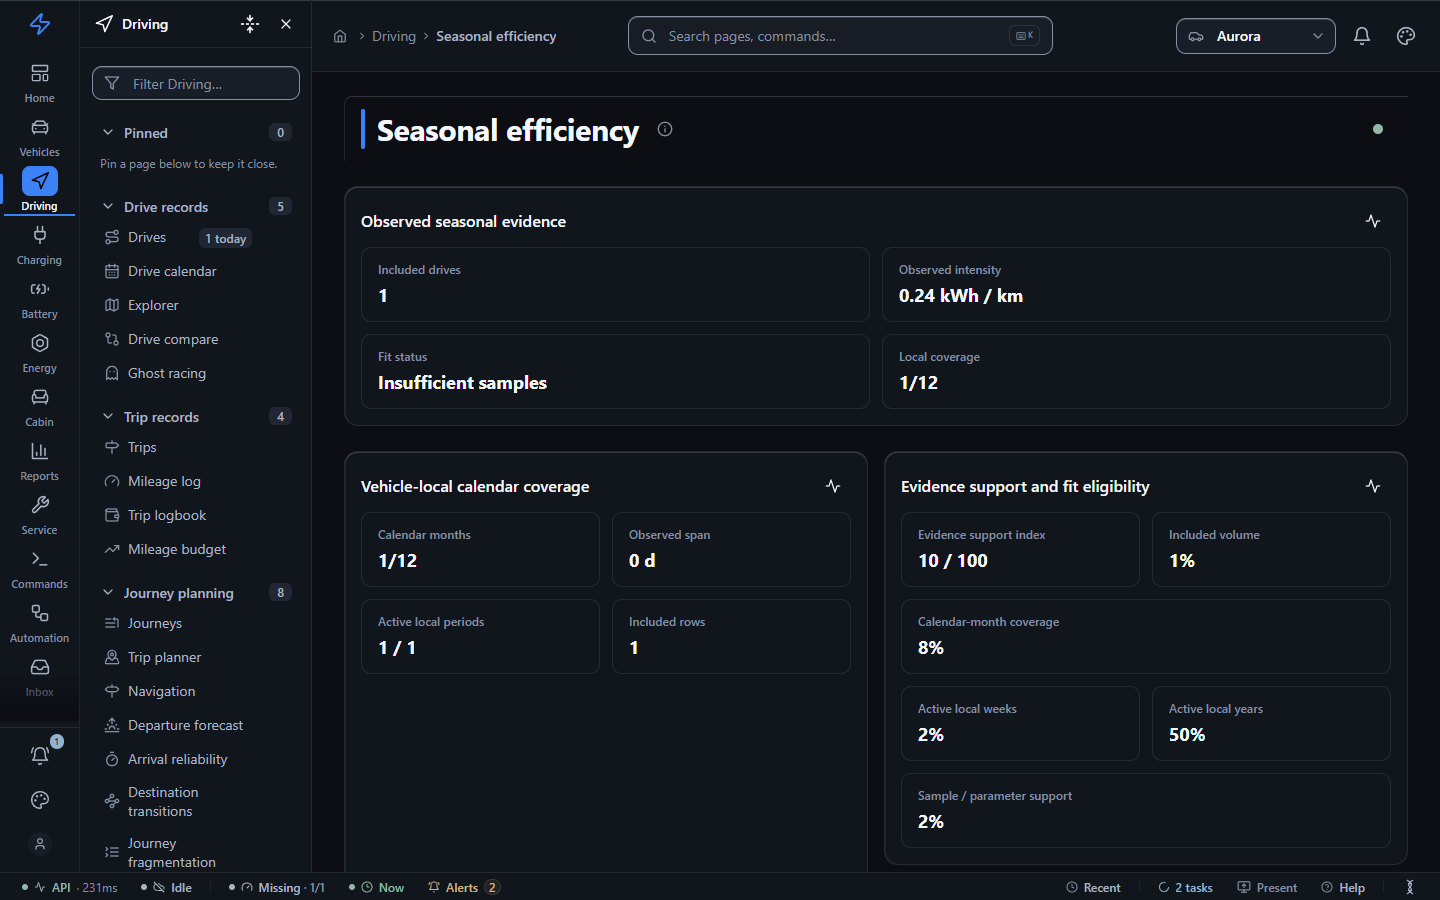 Home
Vehicles
Driving
Charging
Battery
Energy
Cabin
Reports
Service
Commands
Automation
Inbox
1
Driving
Filter Driving...
Pinned 0
Pin a page below to keep it close.
Drive records 5
Drives 1 today
Drive calendar
Explorer
Drive compare
Ghost racing
Trip records 4
Trips
Mileage log
Trip logbook
Mileage budget
Journey planning 8
Journeys
Trip planner
Navigation
Departure forecast
Arrival reliability
Destination
transitions
Journey
fragmentation
Driving > Seasonal efficiency
Search pages, commands... K
Aurora
Seasonal efficiency
Observed seasonal evidence
Included drives
1
Observed intensity
0.24 kWh / km
Fit status
Insufficient samples
Local coverage
1/12
Vehicle-local calendar coverage
Calendar months
1/12
Observed span
0 d
Active local periods
1 / 1
Included rows
1
Evidence support and fit eligibility
Evidence support index
10 / 100
Included volume
1%
Calendar-month coverage
8%
Active local weeks
2%
Active local years
50%
Sample / parameter support
2%
API · 231ms
Idle
Missing · 1/1
Now
Alerts 2
Recent
2 tasks
Present
Help